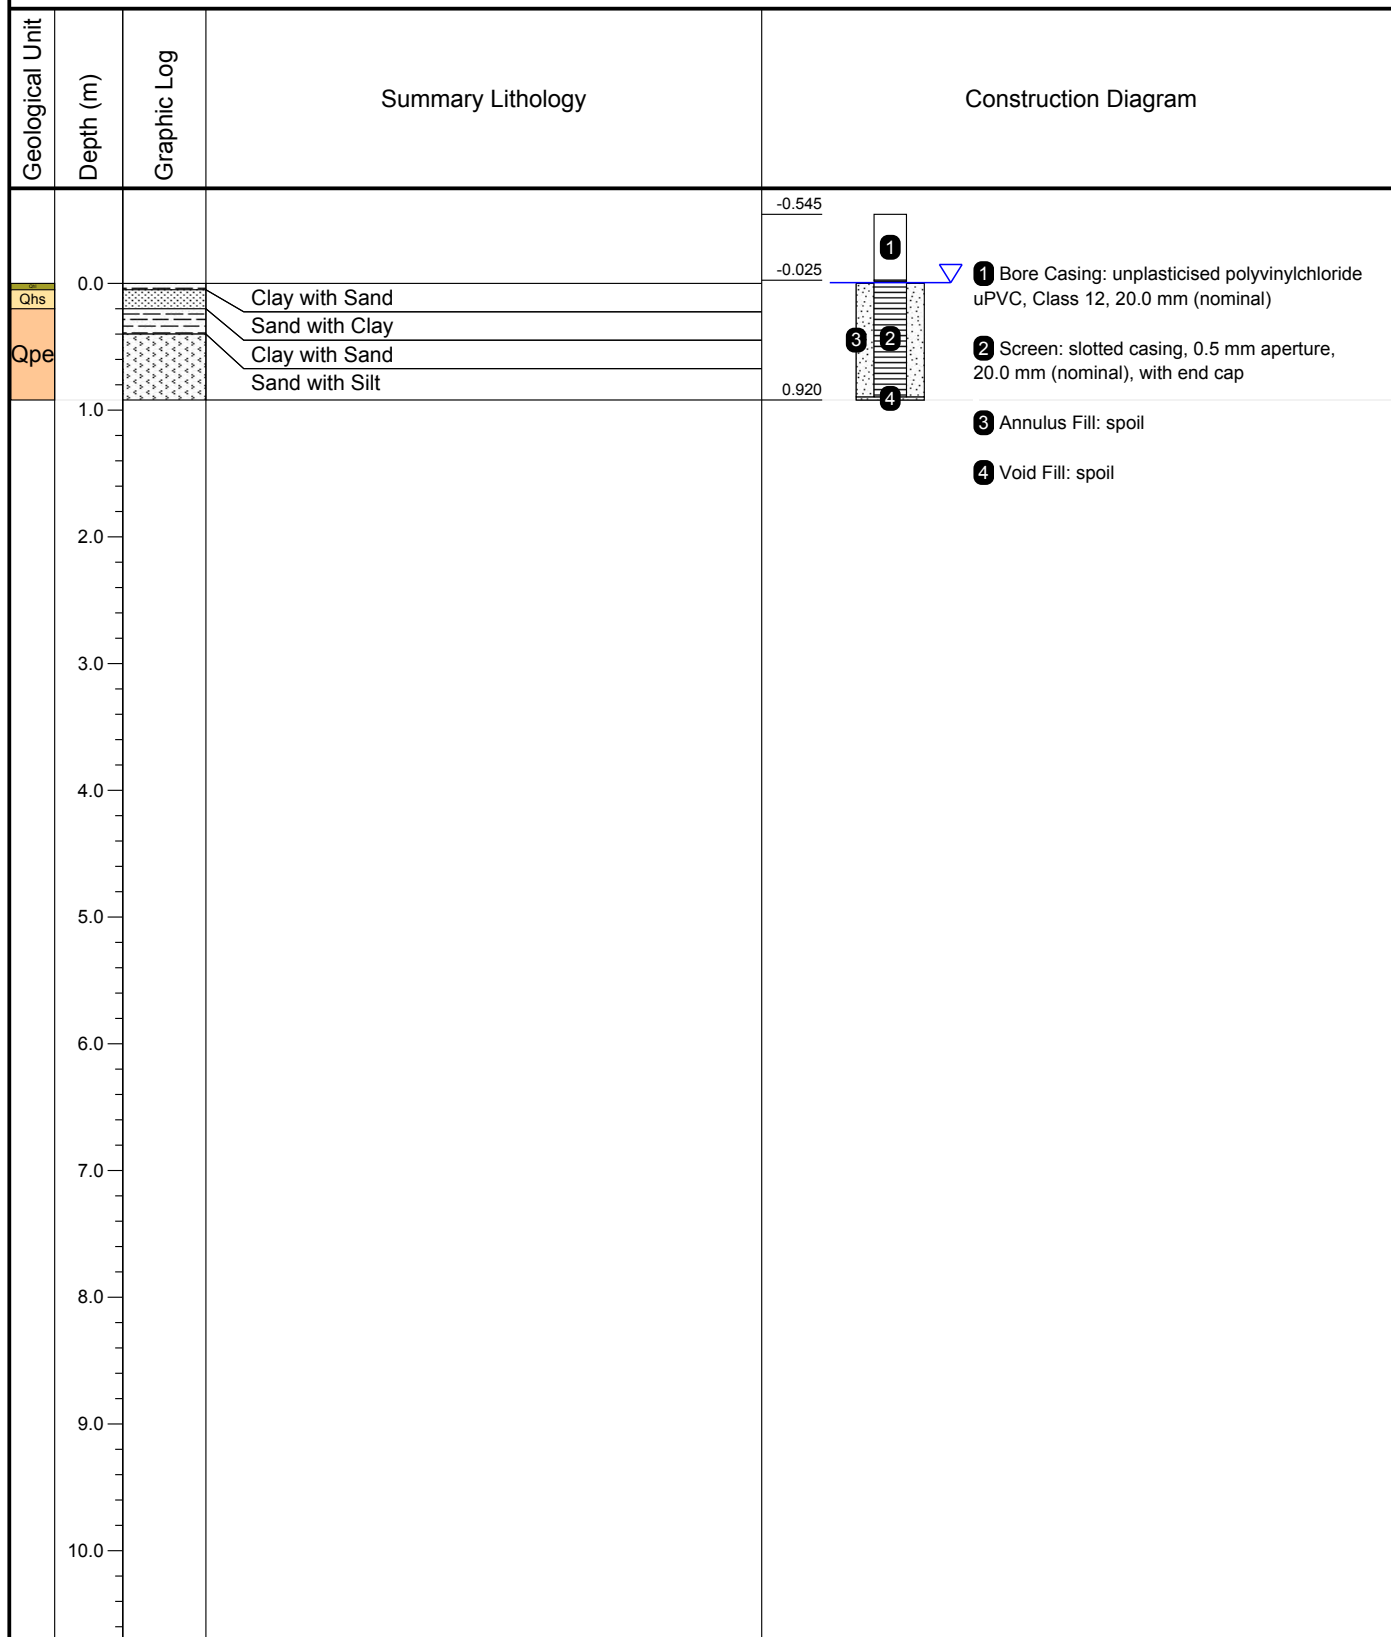 Geological Unit
Depth (m)
Graphic Log
Summary Lithology
Construction Diagram
-0.545
1
-0.025
0.0
Qhs
Qpe
Clay with Sand
Sand with Clay
Clay with Sand
Sand with Silt
3
2
0.920
4
1 Bore Casing: unplasticised polyvinylchloride
uPVC, Class 12, 20.0 mm (nominal)
2 Screen: slotted casing, 0.5 mm aperture,
20.0 mm (nominal), with end cap
3 Annulus Fill: spoil
4 Void Fill: spoil
1.0
2.0
3.0
4.0
5.0
6.0
7.0
8.0
9.0
10.0